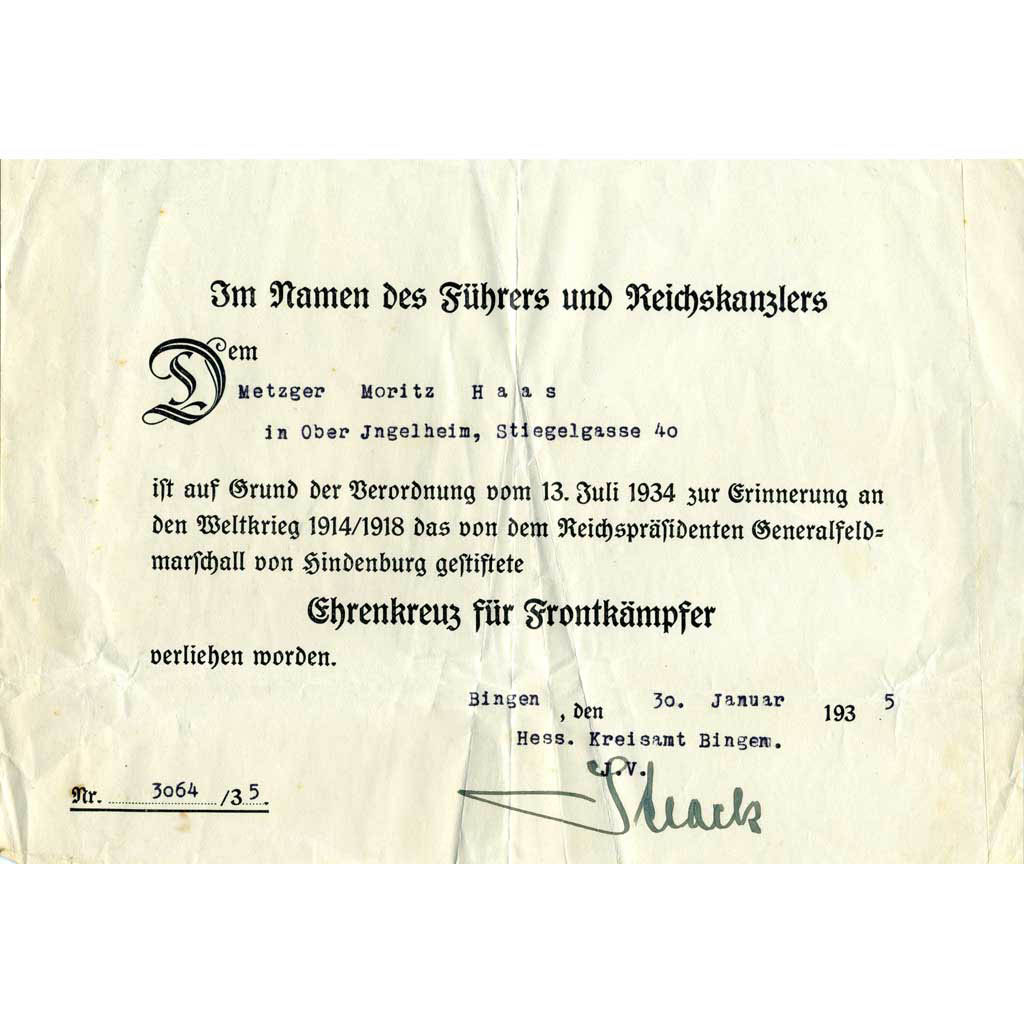 Im Namen des Führers und Reichskanzlers
Dem
Metzger Moritz Haas
in Ober Jngelheim, Stiegelgasse 40
ist auf Grund der Verordnung vom 13. Juli 1934 zur Erinnerung an
den Weltkrieg 1914/1918 das von dem Reichspräsidenten Generalfeld-
marschall von Hindenburg gestiftete
Ehrenkreuz für Frontkämpfer
verliehen worden.
Bingen, den 30. Januar 1935
Hess. Kreisamt Bingen.
J.V.
Nr. 3064/35.